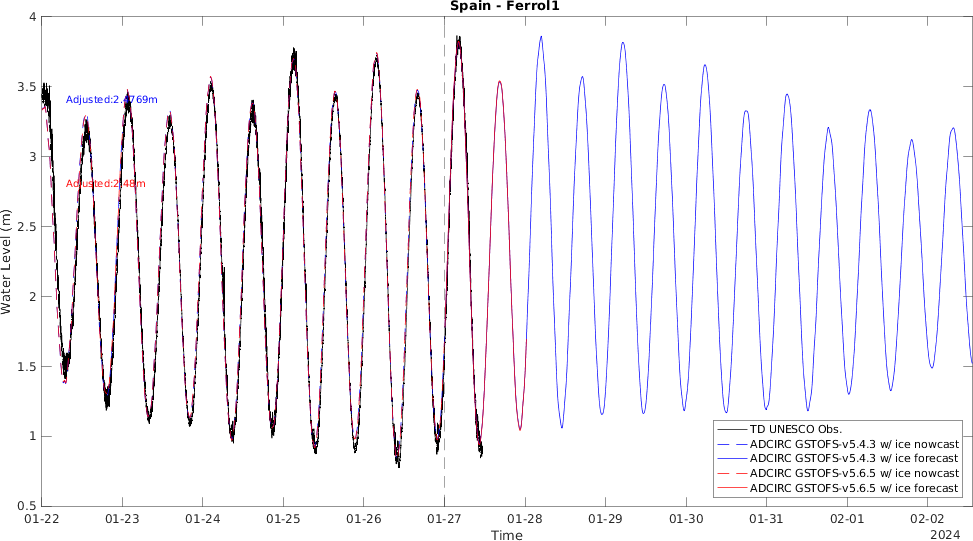 Spain - Ferrol1
4
3.5
3
2.5
2
1.5
1
0.5
Water Level (m)
Adjusted:2.4769m
Adjusted:2.48m
TD UNESCO Obs.
ADCIRC GSTOFS-v5.4.3 w/ ice nowcast
ADCIRC GSTOFS-v5.4.3 w/ ice forecast
ADCIRC GSTOFS-v5.6.5 w/ ice nowcast
ADCIRC GSTOFS-v5.6.5 w/ ice forecast
01-22 01-23 01-24 01-25 01-26 01-27 01-28 01-29 01-30 01-31 02-01 02-02
Time
2024